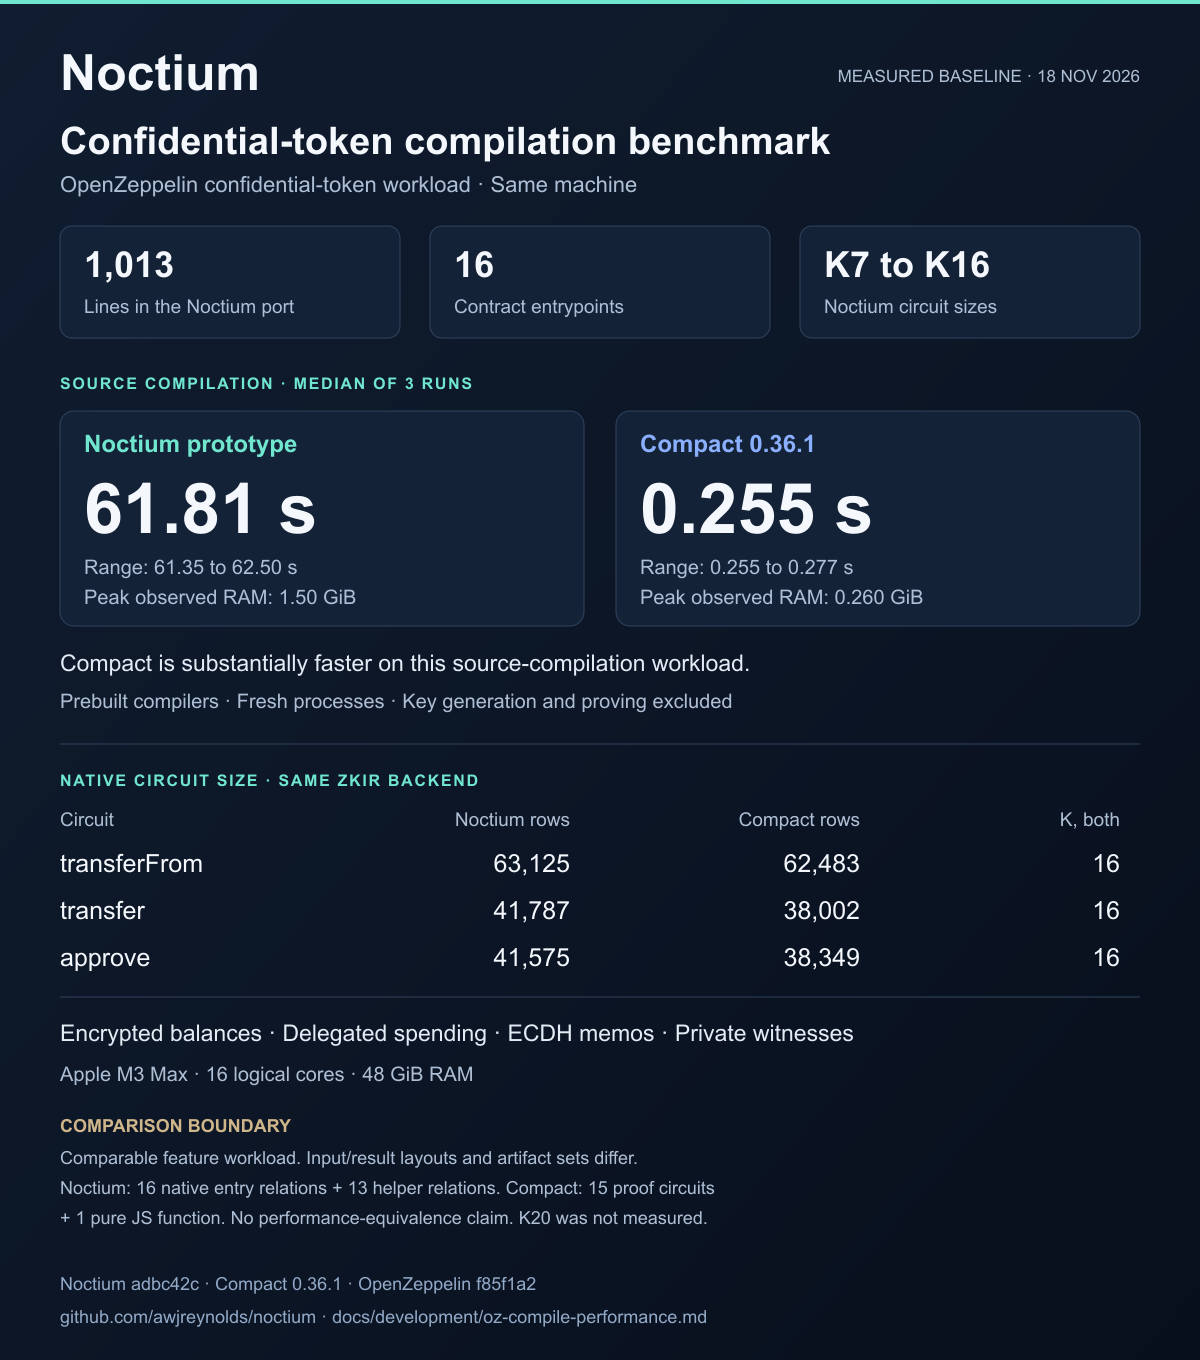 Noctium
MEASURED BASELINE · 18 NOV 2026
Confidential-token compilation benchmark
OpenZeppelin confidential-token workload · Same machine
1,013
Lines in the Noctium port
16
Contract entrypoints
K7 to K16
Noctium circuit sizes
SOURCE COMPILATION · MEDIAN OF 3 RUNS
Noctium prototype
61.81 s
Range: 61.35 to 62.50 s
Peak observed RAM: 1.50 GiB
Compact 0.36.1
0.255 s
Range: 0.255 to 0.277 s
Peak observed RAM: 0.260 GiB
Compact is substantially faster on this source-compilation workload.
Prebuilt compilers · Fresh processes · Key generation and proving excluded
NATIVE CIRCUIT SIZE · SAME ZKIR BACKEND
Circuit Noctium rows Compact rows K, both
transferFrom 63,125 62,483 16
transfer 41,787 38,002 16
approve 41,575 38,349 16
Encrypted balances · Delegated spending · ECDH memos · Private witnesses
Apple M3 Max · 16 logical cores · 48 GiB RAM
COMPARISON BOUNDARY
Comparable feature workload. Input/result layouts and artifact sets differ.
Noctium: 16 native entry relations + 13 helper relations. Compact: 15 proof circuits
+ 1 pure JS function. No performance-equivalence claim. K20 was not measured.
Noctium adbc42c · Compact 0.36.1 · OpenZeppelin f85f1a2
github.com/awjreynolds/noctium · docs/development/oz-compile-performance.md